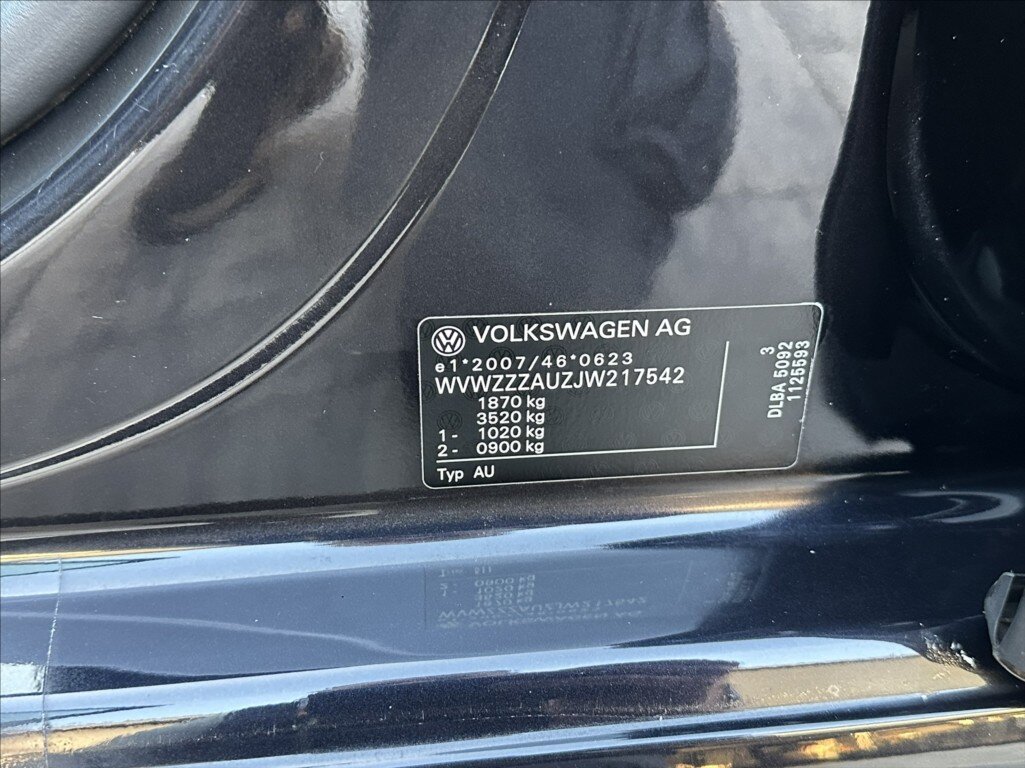 VOLKSWAGEN AG
e1*2007/46*0623
WVWZZZAUZJW217542
1870 kg
3520 kg
1- 1020 kg
2- 0900 kg
Typ AU
3
DLBA 5092
1125593